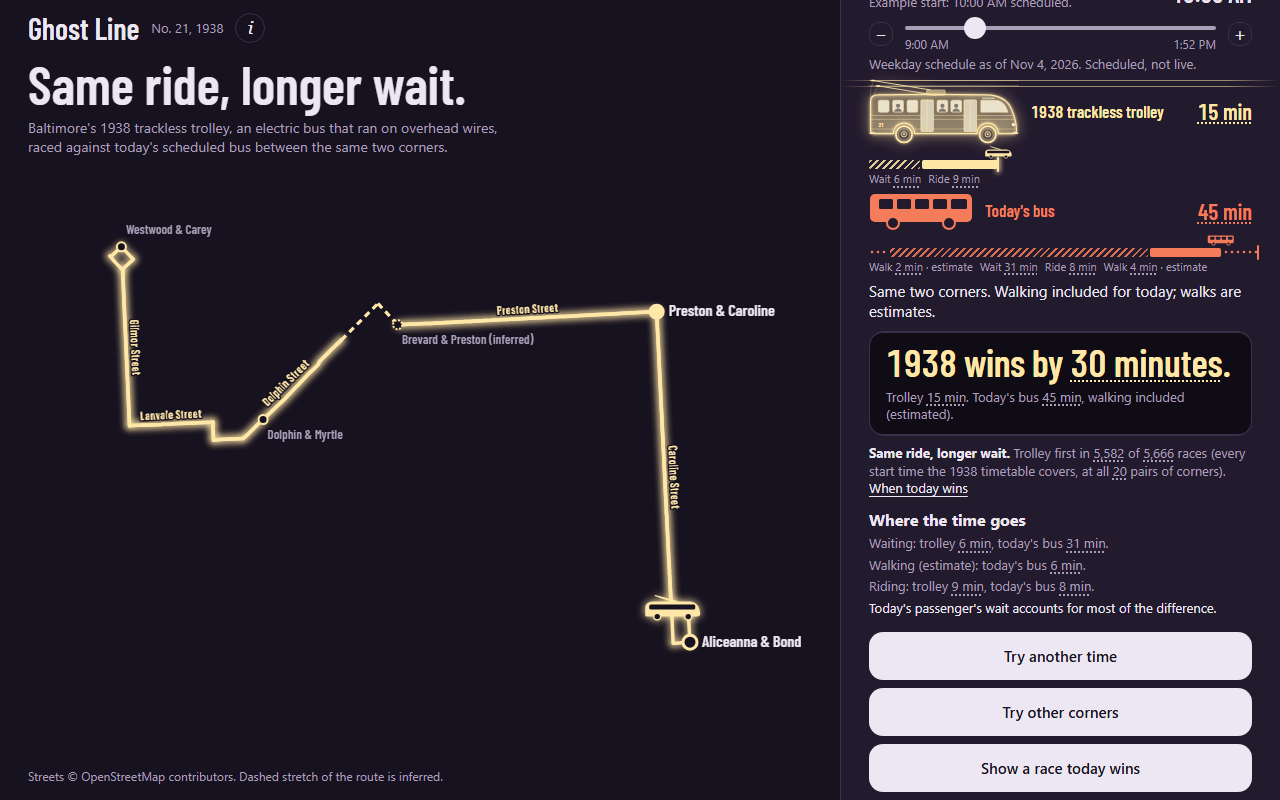 Ghost Line No. 21, 1938 i
Same ride, longer wait.
Baltimore's 1938 trackless trolley, an electric bus that ran on overhead wires,
raced against today's scheduled bus between the same two corners.
Westwood & Carey
Gilmor Street
Lanvale Street
Dolphin Street
Dolphin & Myrtle
Preston Street
Brevard & Preston (inferred)
Preston & Caroline
Caroline Street
Aliceanna & Bond
Streets © OpenStreetMap contributors. Dashed stretch of the route is inferred.
Example start: 10:00 AM scheduled.
− +
9:00 AM 1:52 PM
Weekday schedule as of Nov 4, 2026. Scheduled, not live.
21
1938 trackless trolley 15 min
Wait 6 min Ride 9 min
Today's bus 45 min
Walk 2 min · estimate Wait 31 min Ride 8 min Walk 4 min · estimate
Same two corners. Walking included for today; walks are
estimates.
1938 wins by 30 minutes.
Trolley 15 min. Today's bus 45 min, walking included
(estimated).
Same ride, longer wait. Trolley first in 5,582 of 5,666 races (every
start time the 1938 timetable covers, at all 20 pairs of corners).
When today wins
Where the time goes
Waiting: trolley 6 min, today's bus 31 min.
Walking (estimate): today's bus 6 min.
Riding: trolley 9 min, today's bus 8 min.
Today's passenger's wait accounts for most of the difference.
Try another time
Try other corners
Show a race today wins